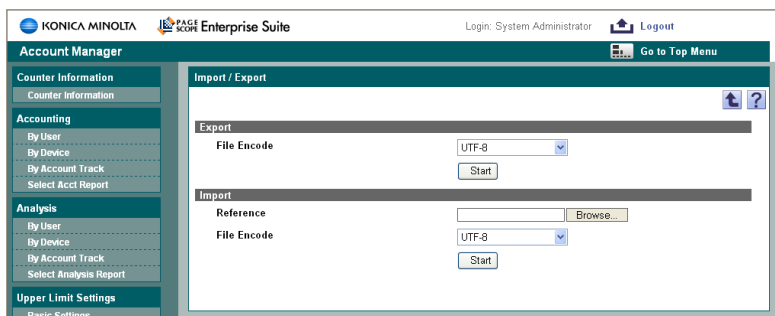 KONICA MINOLTA PAGE SCOPE Enterprise Suite Login: System Administrator Logout
Account Manager Go to Top Menu
Counter Information
Counter Information
Accounting
By User
By Device
By Account Track
Select Acct Report
Analysis
By User
By Device
By Account Track
Select Analysis Report
Upper Limit Settings
Basic Settings
Import / Export
?
Export
File Encode UTF-8
Start
Import
Reference Browse...
File Encode UTF-8
Start